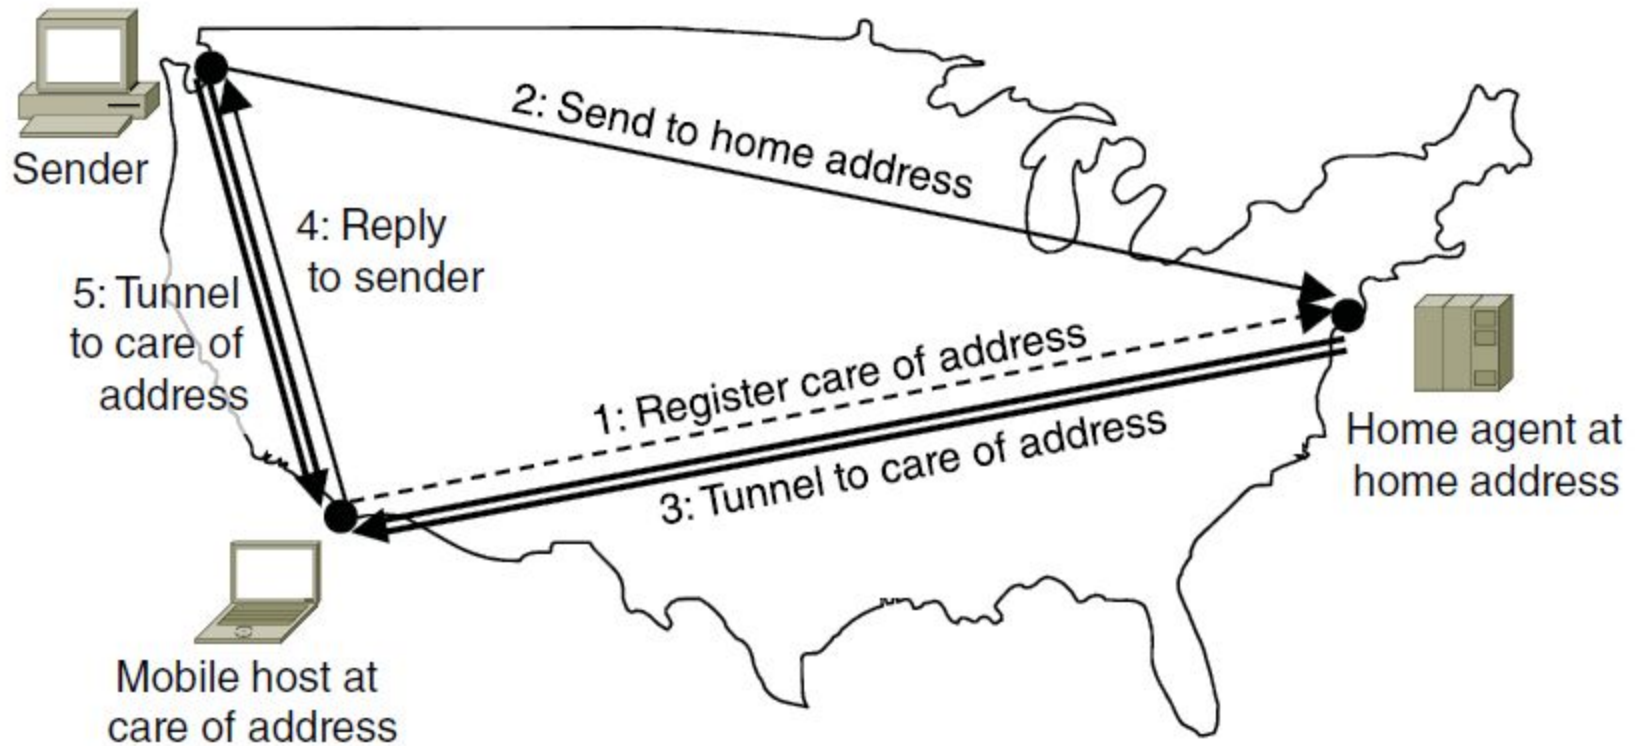 2: Send to home address
Sender
4: Reply
to sender
5: Tunnel
to care of
address
1: Register care of address
3: Tunnel to care of address
Home agent at
home address
Mobile host at
care of address